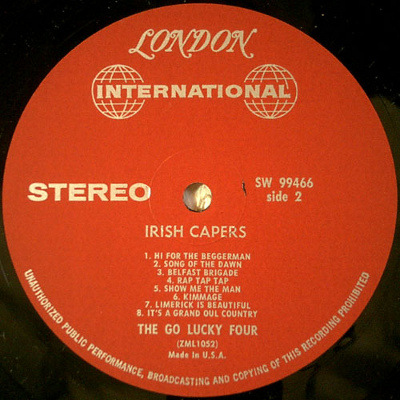 LONDON
INTERNATIONAL
STEREO
SW 99466
side 2
IRISH CAPERS
1. HI FOR THE BEGGERMAN
2. SONG OF THE DAWN
3. BELFAST BRIGADE
4. RAP TAP TAP
5. SHOW ME THE MAN
6. KIMMAGE
7. LIMERICK IS BEAUTIFUL
8. IT'S A GRAND OUL COUNTRY
THE GO LUCKY FOUR
(ZML1052)
Made in U.S.A.
UNAUTHORIZED PUBLIC PERFORMANCE, BROADCASTING AND COPYING OF THIS RECORDING PROHIBITED